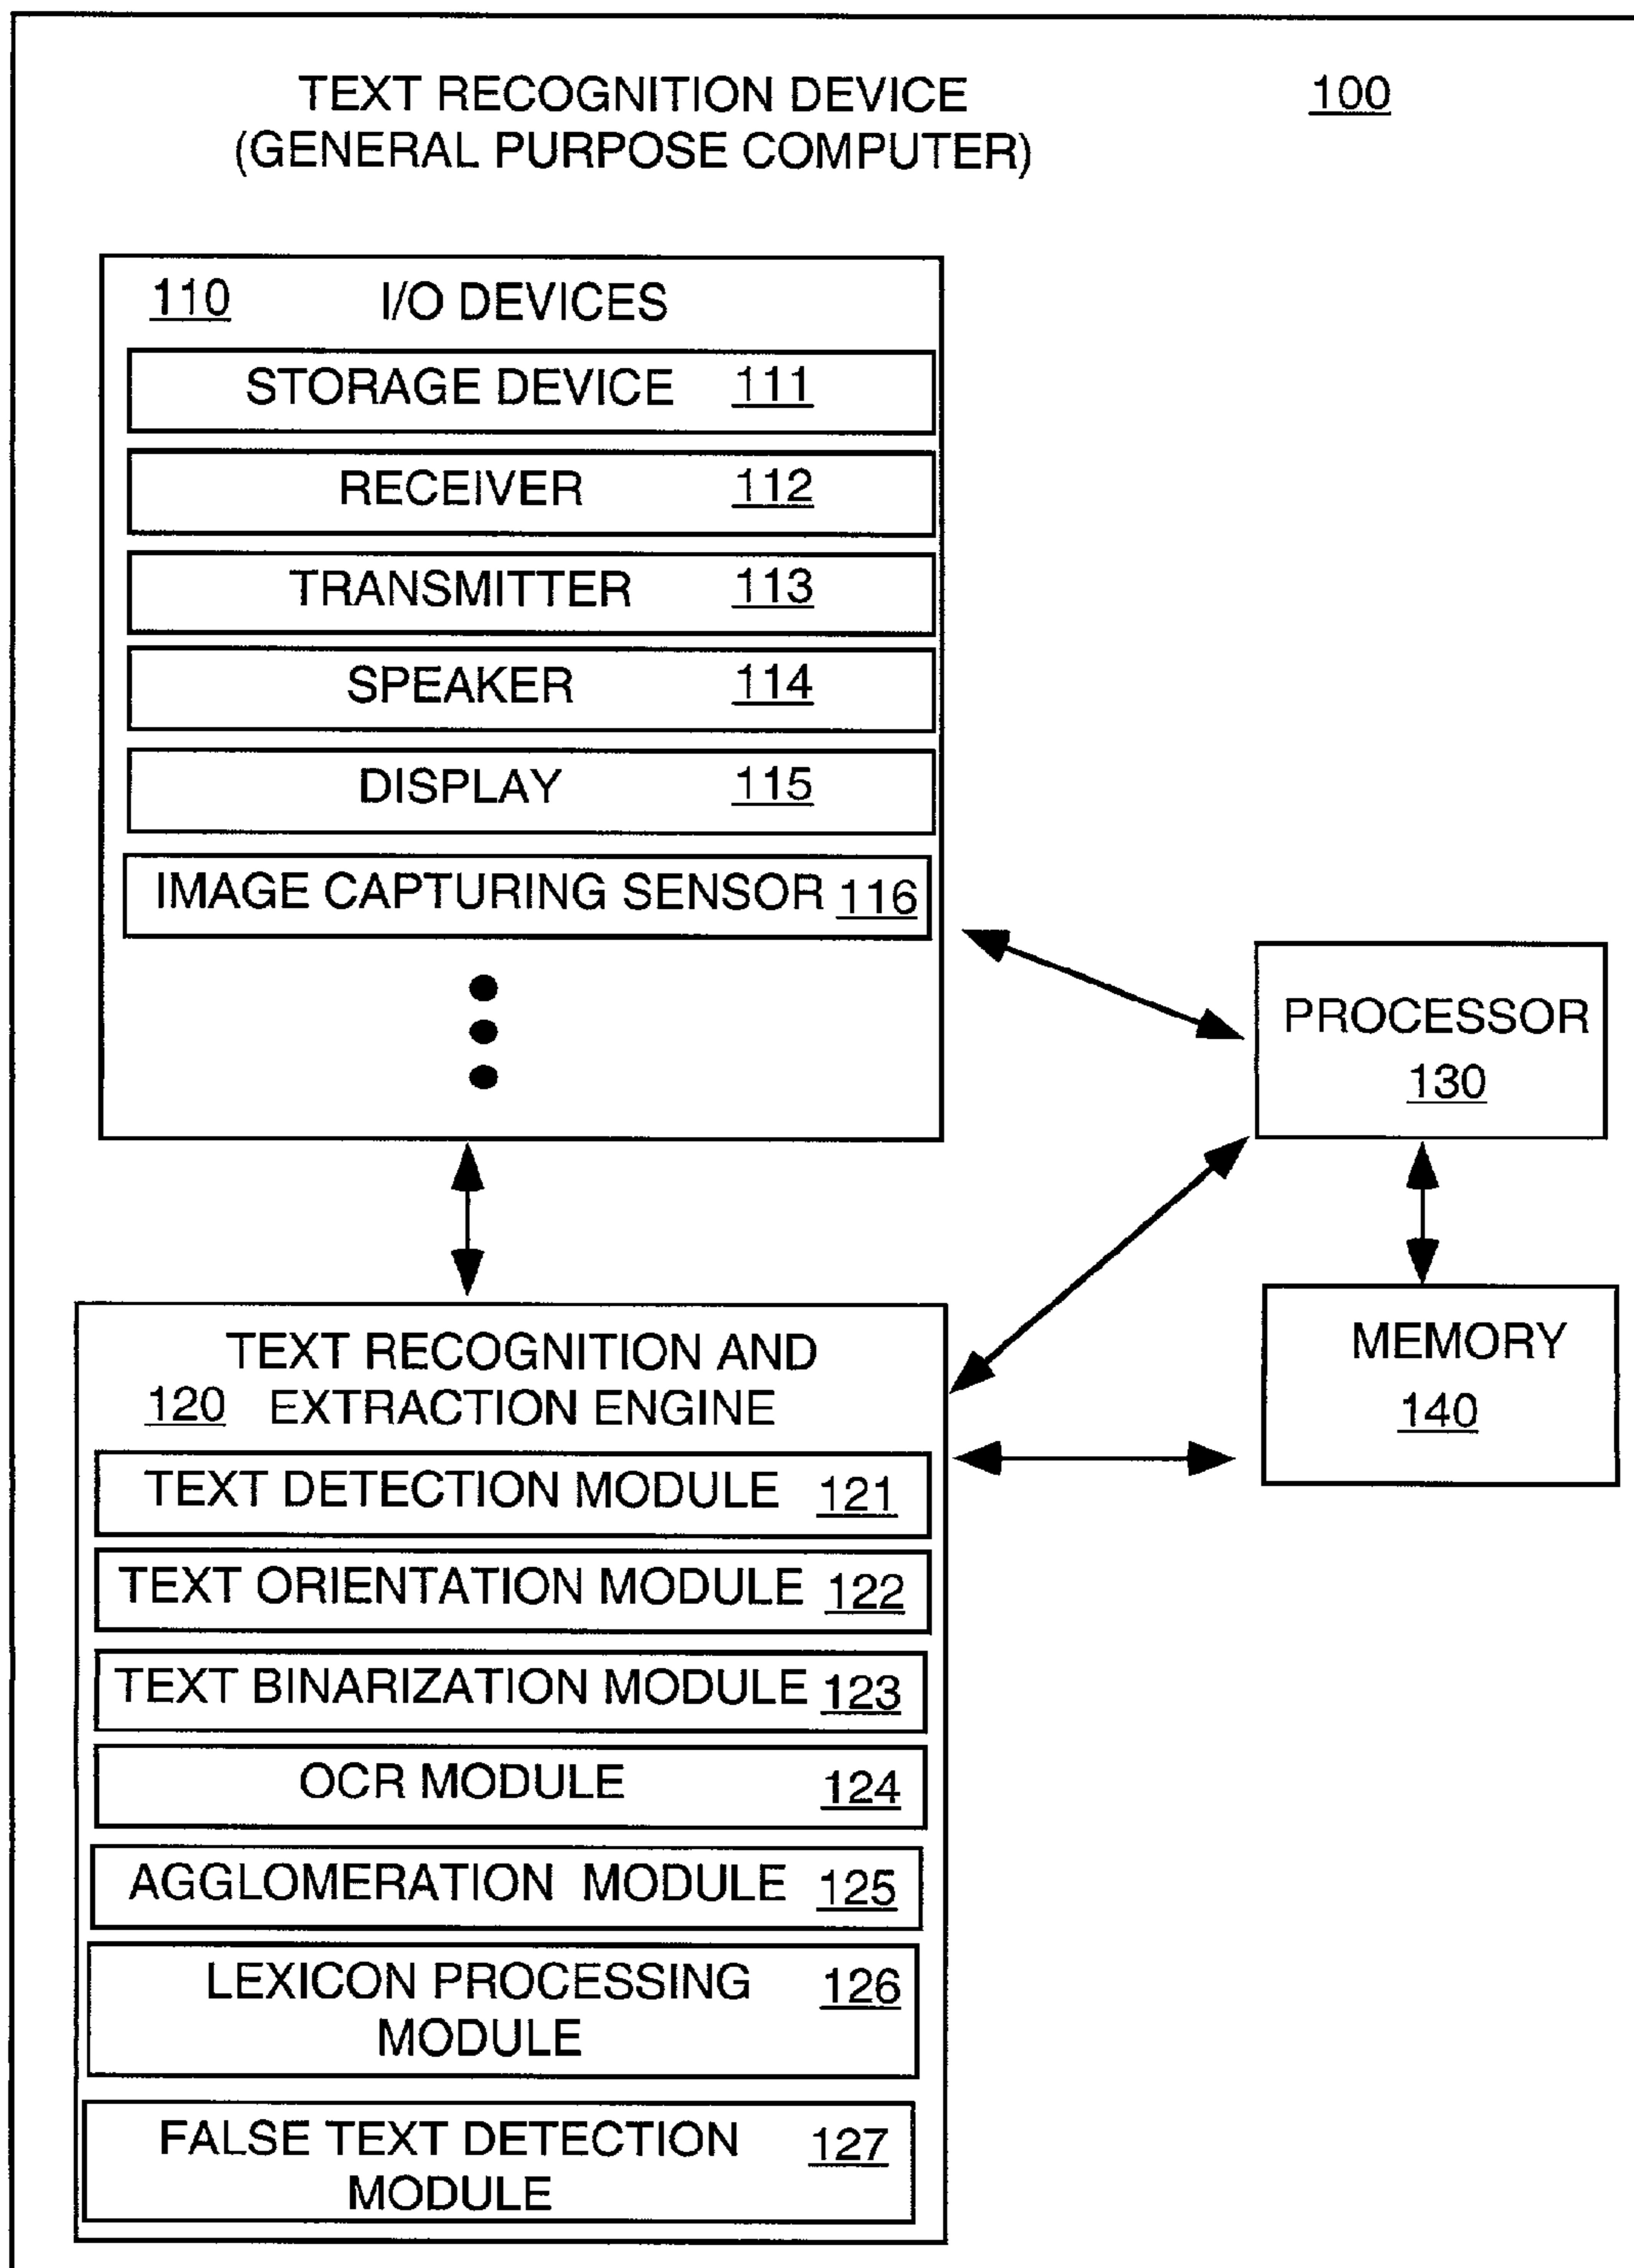 TEXT RECOGNITION DEVICE 100
(GENERAL PURPOSE COMPUTER)
110 I/O DEVICES
STORAGE DEVICE 111
RECEIVER 112
TRANSMITTER 113
SPEAKER 114
DISPLAY 115
IMAGE CAPTURING SENSOR 116
PROCESSOR
130
MEMORY
140
TEXT RECOGNITION AND
120 EXTRACTION ENGINE
TEXT DETECTION MODULE 121
TEXT ORIENTATION MODULE 122
TEXT BINARIZATION MODULE 123
OCR MODULE 124
AGGLOMERATION MODULE 125
LEXICON PROCESSING 126
MODULE
FALSE TEXT DETECTION 127
MODULE